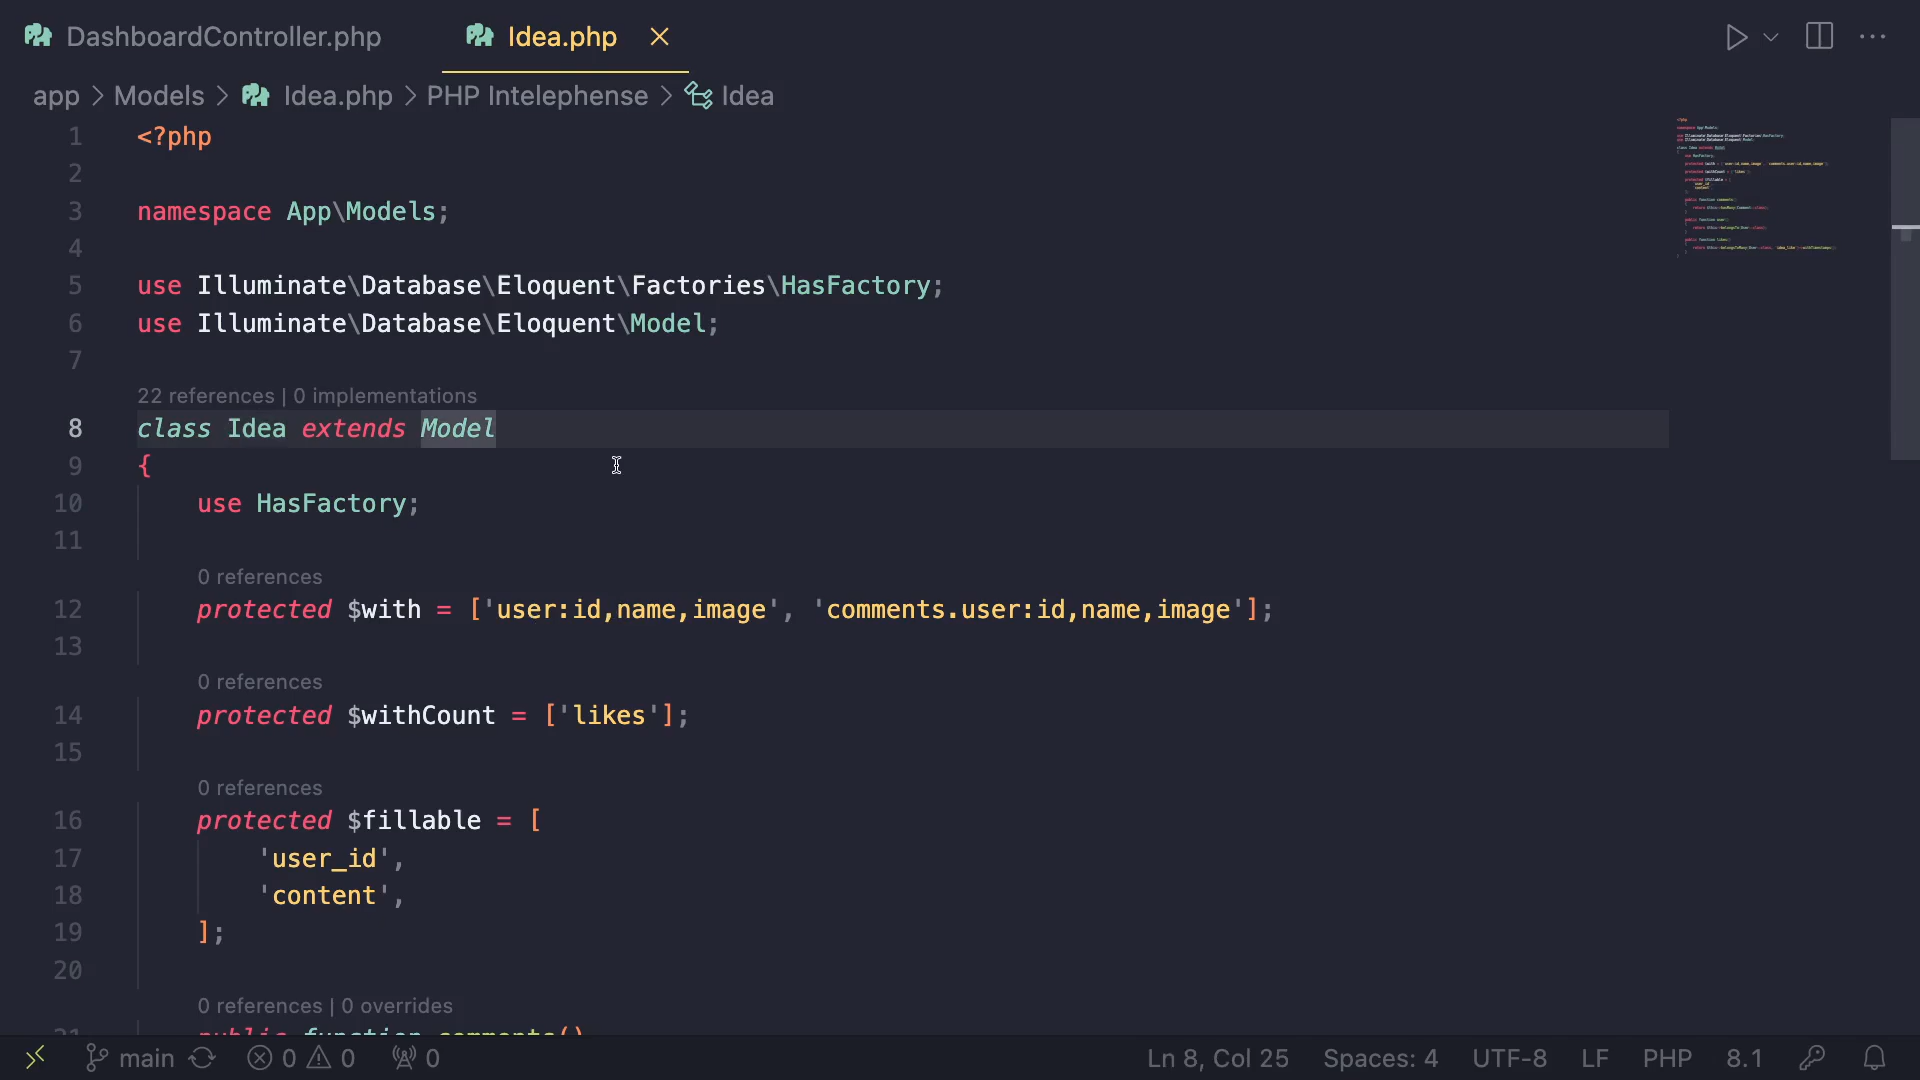 DashboardController.php
Idea.php
app > Models > Idea.php > PHP Intelephense > Idea
1 <?php
2
3 namespace App\Models;
4
5 use Illuminate\Database\Eloquent\Factories\HasFactory;
6 use Illuminate\Database\Eloquent\Model;
7
22 references | 0 implementations
8 class Idea extends Model
9 {
10 use HasFactory;
11
0 references
12 protected $with = ['user:id,name,image', 'comments.user:id,name,image'];
13
0 references
14 protected $withCount = ['likes'];
15
0 references
16 protected $fillable = [
17 'user_id',
18 'content',
19 ];
20
0 references | 0 overrides
21 public function comments()
main 0 0 0 Ln 8, Col 25 Spaces: 4 UTF-8 LF PHP 8.1